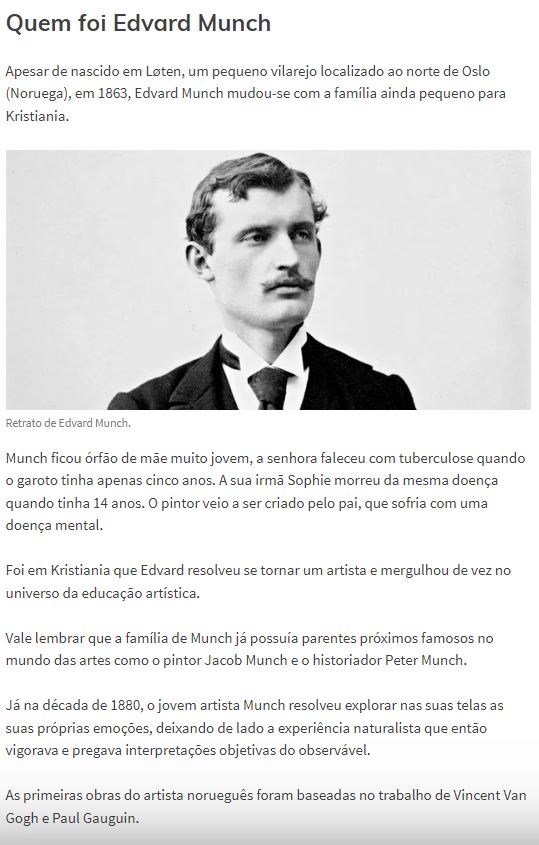 Quem foi Edvard Munch
Apesar de nascido em Løten, um pequeno vilarejo localizado ao norte de Oslo
(Noruega), em 1863, Edvard Munch mudou-se com a família ainda pequeno para
Kristiania.
Retrato de Edvard Munch.
Munch ficou órfão de mãe muito jovem, a senhora faleceu com tuberculose quando
o garoto tinha apenas cinco anos. A sua irmã Sophie morreu da mesma doença
quando tinha 14 anos. O pintor veio a ser criado pelo pai, que sofria com uma
doença mental.
Foi em Kristiania que Edvard resolveu se tornar um artista e mergulhou de vez no
universo da educação artística.
Vale lembrar que a família de Munch já possuía parentes próximos famosos no
mundo das artes como o pintor Jacob Munch e o historiador Peter Munch.
Já na década de 1880, o jovem artista Munch resolveu explorar nas suas telas as
suas próprias emoções, deixando de lado a experiência naturalista que então
vigorava e pregava interpretações objetivas do observável.
As primeiras obras do artista norueguês foram baseadas no trabalho de Vincent Van
Gogh e Paul Gauguin.